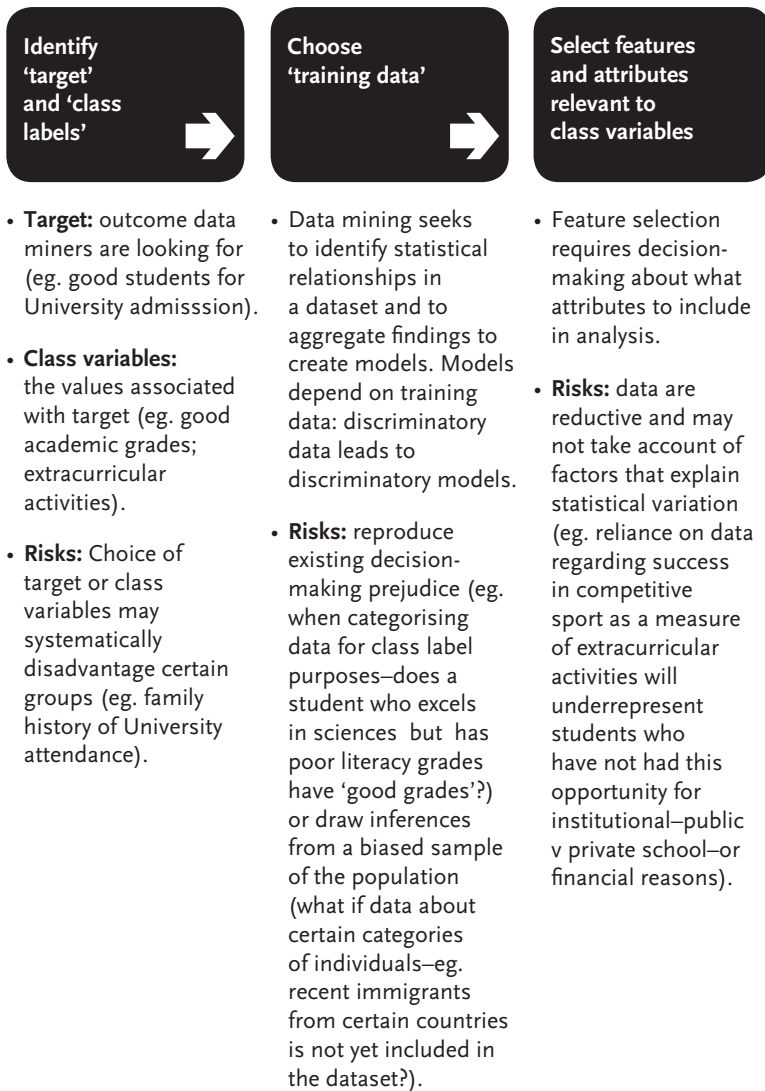 Identify
‘target’
and ‘class
labels’
• Target: outcome data
miners are looking for
(eg. good students for
University admisssion).
• Class variables:
the values associated
with target (eg. good
academic grades;
extracurricular
activities).
• Risks: Choice of
target or class
variables may
systematically
disadvantage certain
groups (eg. family
history of University
attendance).
Choose
‘training data’
• Data mining seeks
to identify statistical
relationships in
a dataset and to
aggregate findings to
create models. Models
depend on training
data: discriminatory
data leads to
discriminatory models.
• Risks: reproduce
existing decision-
making prejudice (eg.
when categorising
data for class label
purposes–does a
student who excels
in sciences but has
poor literacy grades
have ‘good grades’?)
or draw inferences
from a biased sample
of the population
(what if data about
certain categories
of individuals–eg.
recent immigrants
from certain countries
is not yet included in
the dataset?).
Select features
and attributes
relevant to
class variables
• Feature selection
requires decision-
making about what
attributes to include
in analysis.
• Risks: data are
reductive and may
not take account of
factors that explain
statistical variation
(eg. reliance on data
regarding success
in competitive
sport as a measure
of extracurricular
activities will
underrepresent
students who
have not had this
opportunity for
institutional–public
v private school–or
financial reasons).